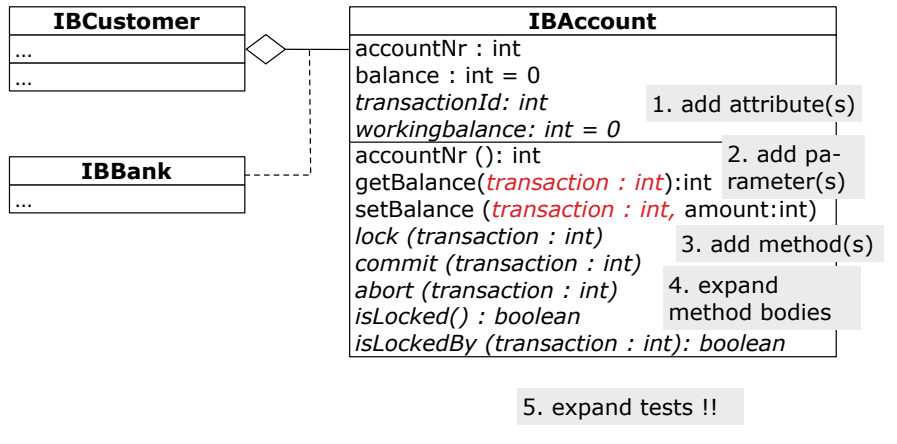 IBCustomer
...
...
IBBank
...
IBAccount
accountNr : int
balance : int = 0
transactionId: int
workingbalance: int = 0
accountNr (): int
getBalance(transaction : int):int
setBalance (transaction : int, amount:int)
lock (transaction : int)
commit (transaction : int)
abort (transaction : int)
isLocked() : boolean
isLockedBy (transaction : int): boolean
1. add attribute(s)
2. add pa-
rameter(s)
3. add method(s)
4. expand
method bodies
5. expand tests !!